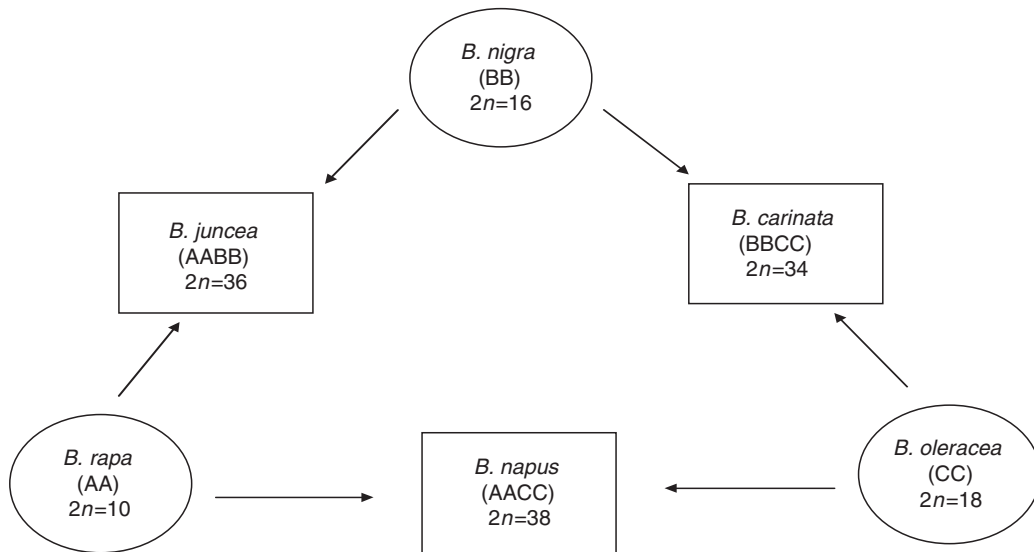 B. nigra
(BB)
2n=16
B. juncea
(AABB)
2n=36
B. carinata
(BBCC)
2n=34
B. rapa
(AA)
2n=10
B. napus
(AACC)
2n=38
B. oleracea
(CC)
2n=18